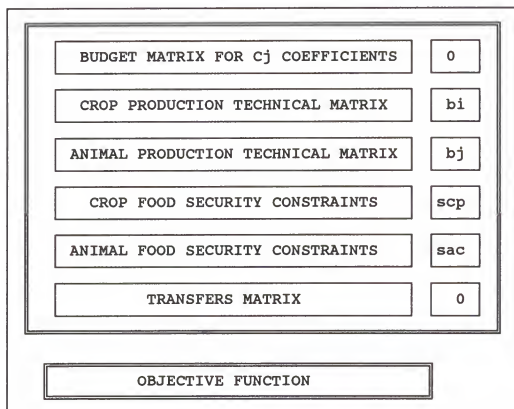 BUDGET MATRIX FOR Cj COEFFICIENTS 0
CROP PRODUCTION TECHNICAL MATRIX bi
ANIMAL PRODUCTION TECHNICAL MATRIX bj
CROP FOOD SECURITY CONSTRAINTS scp
ANIMAL FOOD SECURITY CONSTRAINTS sac
TRANSFERS MATRIX 0
OBJECTIVE FUNCTION